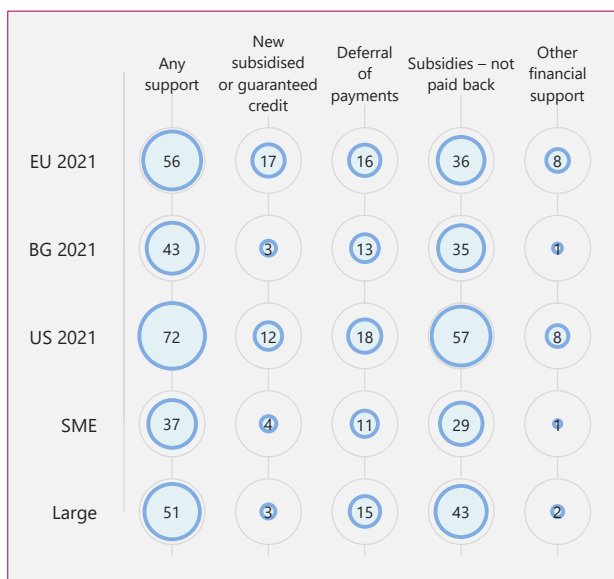 Any
support
New
subsidised
or guaranteed
credit
Deferral
of
payments
Subsidies – not
paid back
Other
financial
support
EU 2021 56 17 16 36 8
BG 2021 43 3 13 35 1
US 2021 72 12 18 57 8
SME 37 4 11 29 1
Large 51 3 15 43 2